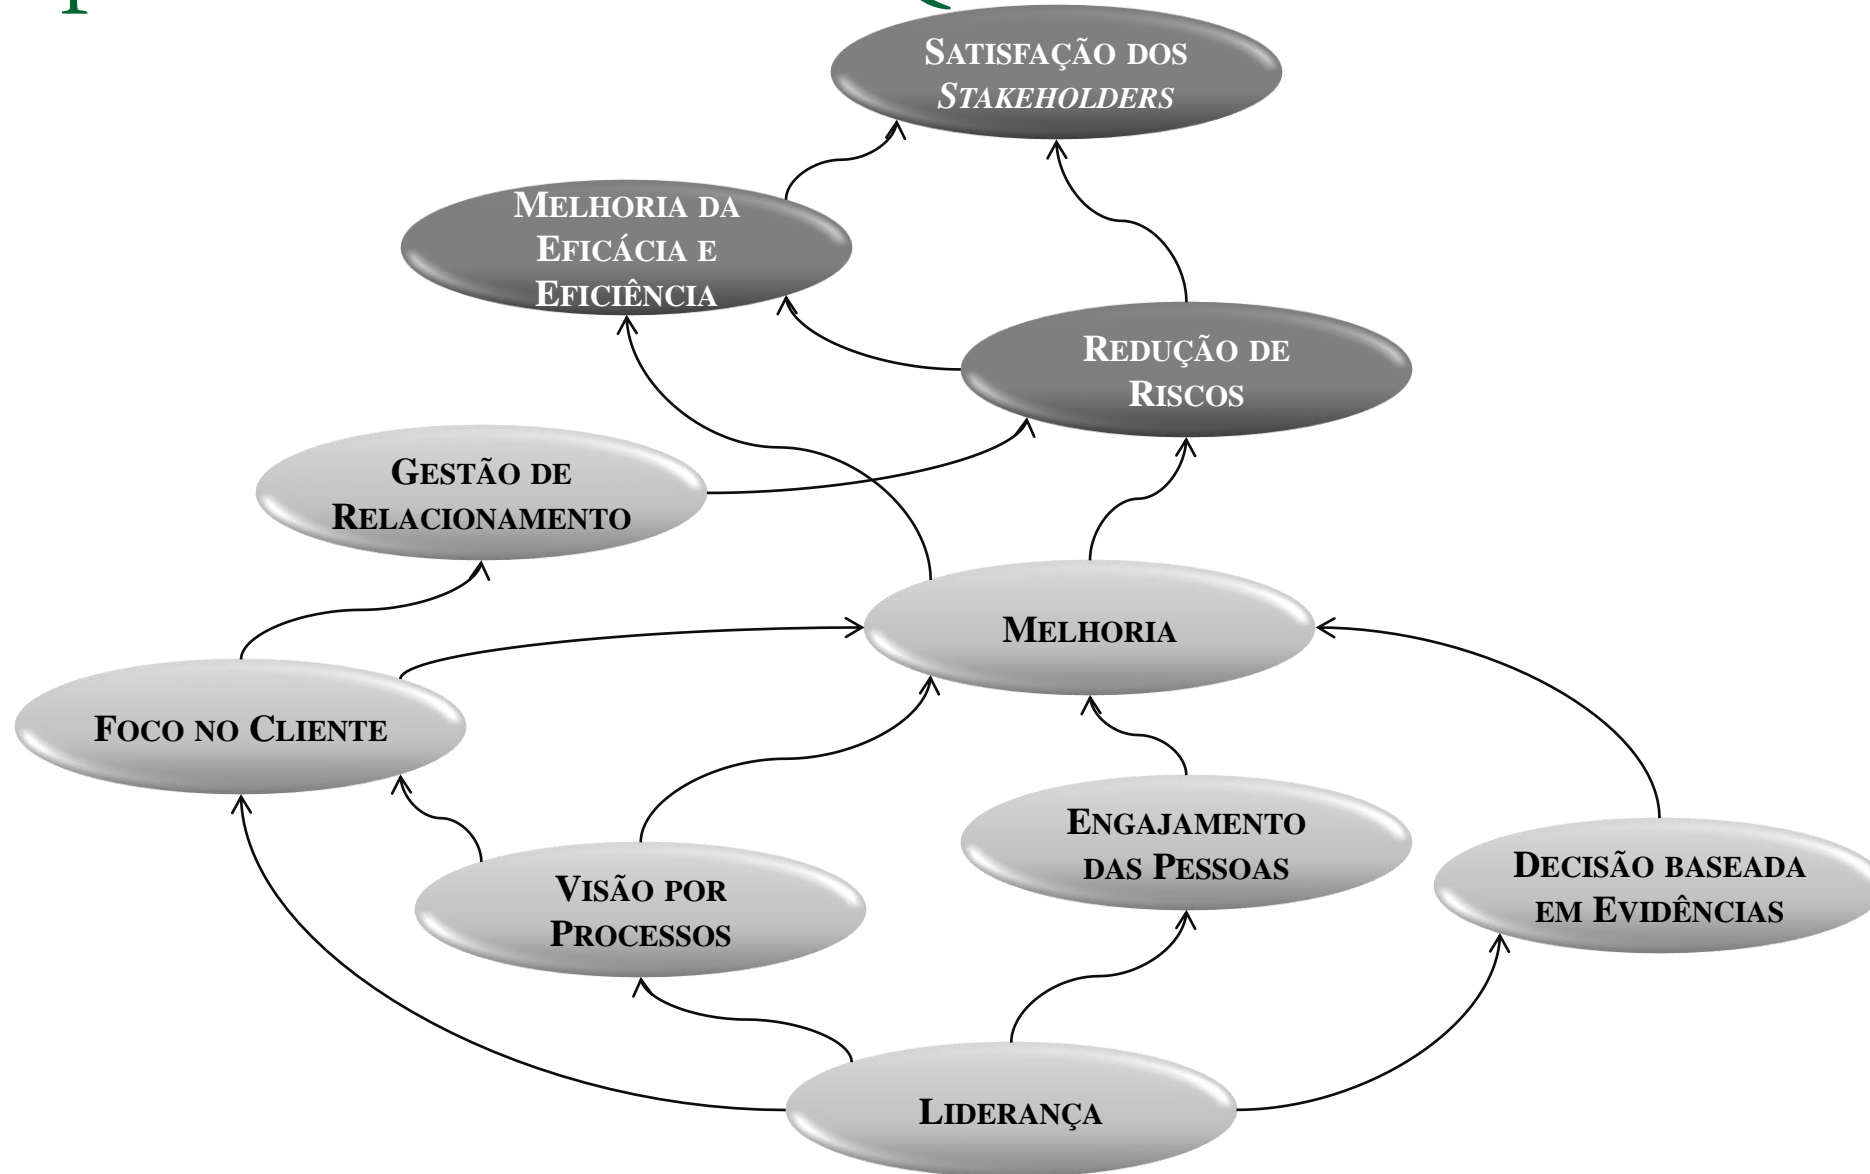 SATISFAÇÃO DOS
STAKEHOLDERS
MELHORIA DA
EFICÁCIA E
EFICIÊNCIA
REDUÇÃO DE
RISCOS
GESTÃO DE
RELACIONAMENTO
MELHORIA
FOCO NO CLIENTE
ENGAJAMENTO
DAS PESSOAS
DECISÃO BASEADA
EM EVIDÊNCIAS
VISÃO POR
PROCESSOS
LIDERANÇA